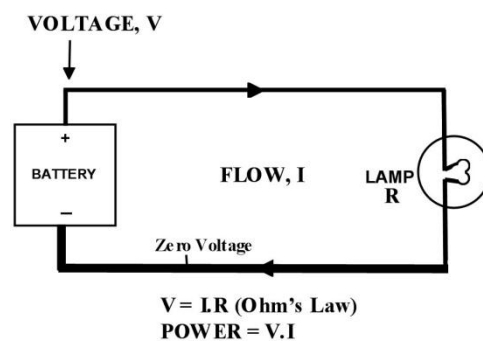 VOLTAGE, V
+
BATTERY
FLOW, I
LAMP
R
–
Zero Voltage
V = I.R (Ohm's Law)
POWER = V.I